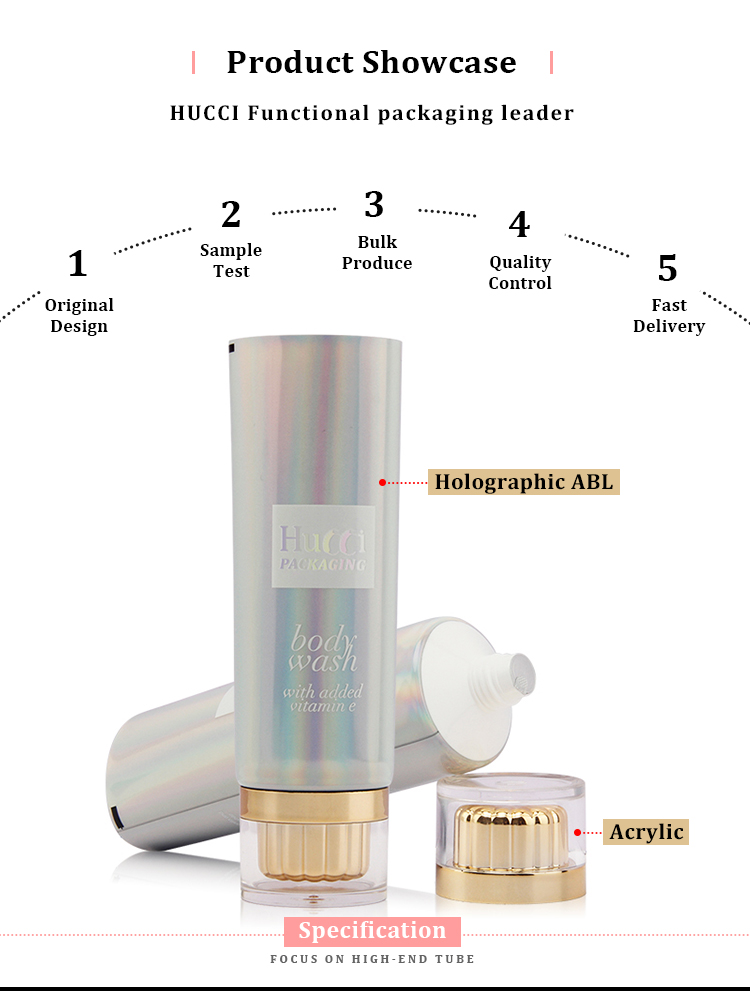 Product Showcase
HUCCI Functional packaging leader
1
Original
Design
2
Sample
Test
3
Bulk
Produce
4
Quality
Control
5
Fast
Delivery
Holographic ABL
Hucci
PACKAGING
body
wash
with added
vitamin e
Acrylic
Specification
FOCUS ON HIGH-END TUBE